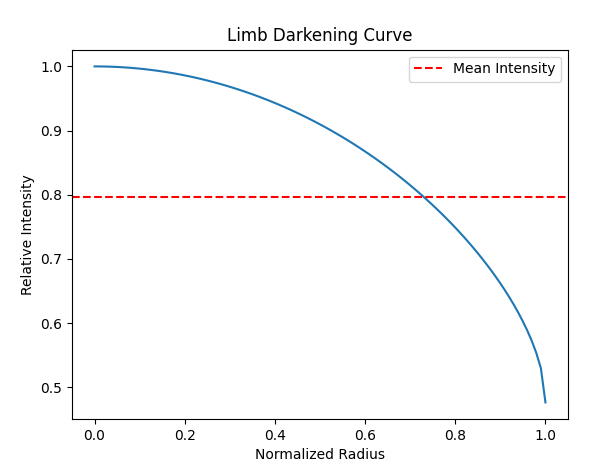 Limb Darkening Curve
Mean Intensity
Relative Intensity
1.0
0.9
0.8
0.7
0.6
0.5
0.0 0.2 0.4 0.6 0.8 1.0
Normalized Radius